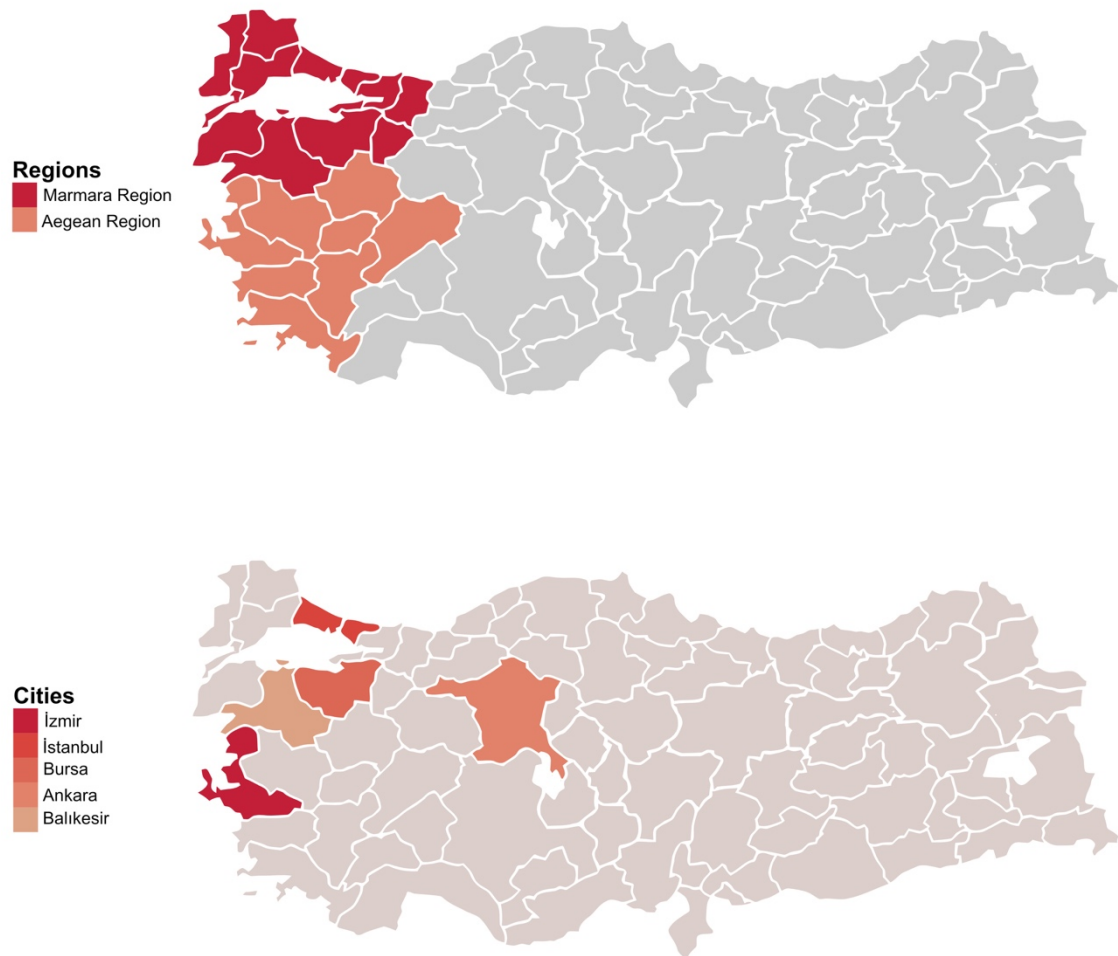 Regions
Marmara Region
Aegean Region
Cities
İzmir
İstanbul
Bursa
Ankara
Balıkesir